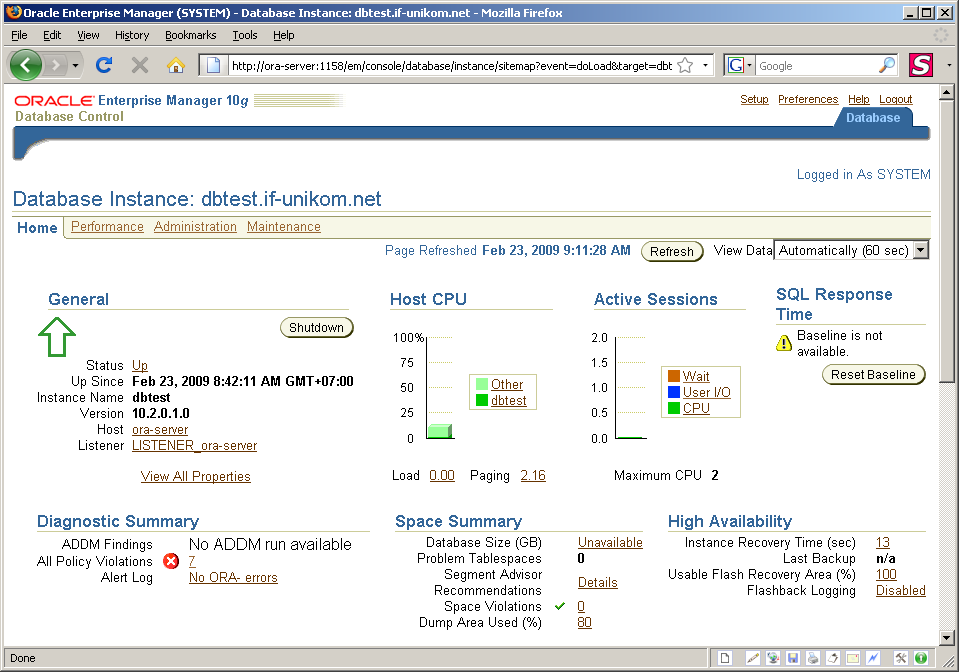 Oracle Enterprise Manager (SYSTEM) - Database Instance: dbtest.if-unikom.net - Mozilla Firefox
File Edit View History Bookmarks Tools Help
http://ora-server:1158/em/console/database/instance/sitemap?event=doLoad&target=dbt
G Google S
ORACLE Enterprise Manager 10g
Database Control
Setup Preferences Help Logout
Database
Logged in As SYSTEM
Database Instance: dbtest.if-unikom.net
Home Performance Administration Maintenance
Page Refreshed Feb 23, 2009 9:11:28 AM Refresh View Data Automatically (60 sec)
General
Shutdown
Status Up
Up Since Feb 23, 2009 8:42:11 AM GMT+07:00
Instance Name dbtest
Version 10.2.0.1.0
Host ora-server
Listener LISTENER_ora-server
View All Properties
Host CPU
100%
75
50
25
0
Other
dbtest
Load 0.00 Paging 2.16
Active Sessions
2.0
1.5
1.0
0.5
0.0
Wait
User I/O
CPU
Maximum CPU 2
SQL Response
Time
Baseline is not
available.
Reset Baseline
Diagnostic Summary
ADDM Findings No ADDM run available
All Policy Violations 7
Alert Log No ORA- errors
Space Summary
Database Size (GB) Unavailable
Problem Tablespaces 0
Segment Advisor
Recommendations Details
Space Violations 0
Dump Area Used (%) 80
High Availability
Instance Recovery Time (sec) 13
Last Backup n/a
Usable Flash Recovery Area (%) 100
Flashback Logging Disabled
Done